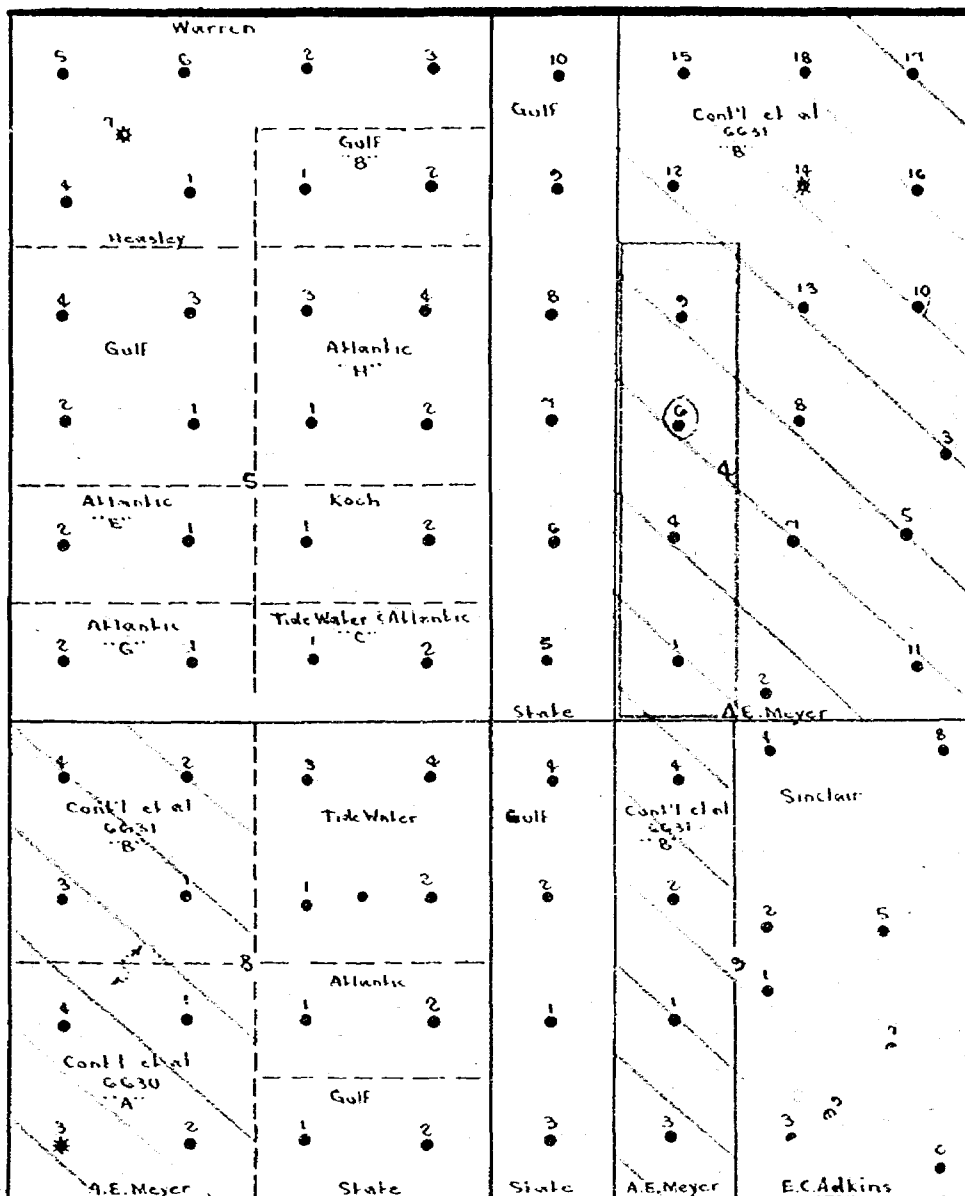 Warren
5 6 2 3 10 15 18 17
Gulf
Cont'l et al
6631
"B"
7
Gulf
"B"
4 1 1 2 9 12 14 16
Hensley
4 3 3 4 8 9 13 10
Gulf
Atlantic
"H"
2 1 1 2 7 6 8 3
5 4
Atlantic
"E"
Koch
2 1 1 2 6 4 7 5
Atlantic
"G"
Tide Water & Atlantic
"C"
2 1 1 2 5 1 2 11
State
A.E. Meyer
4 2 3 4 4 4 1 8
Cont'l et al
6631
"B"
Tide Water
Gulf
Cont'l et al
6631
"B"
Sinclair
3 1 1 2 2 2 2 5
8 9
Atlantic
4 1 1 2 1 1 1
Cont'l et al
6630
"A"
Gulf
3 2 1 2 3 3 3
A.E. Meyer
State
State
A.E. Meyer
E.C. Adkins